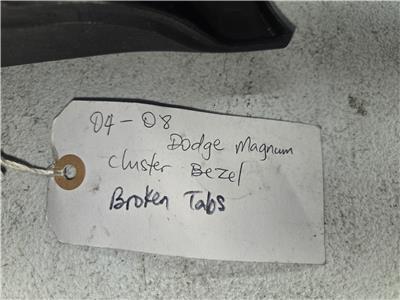 04-08
Dodge Magnum
Cluster Bezel
Broken Tabs